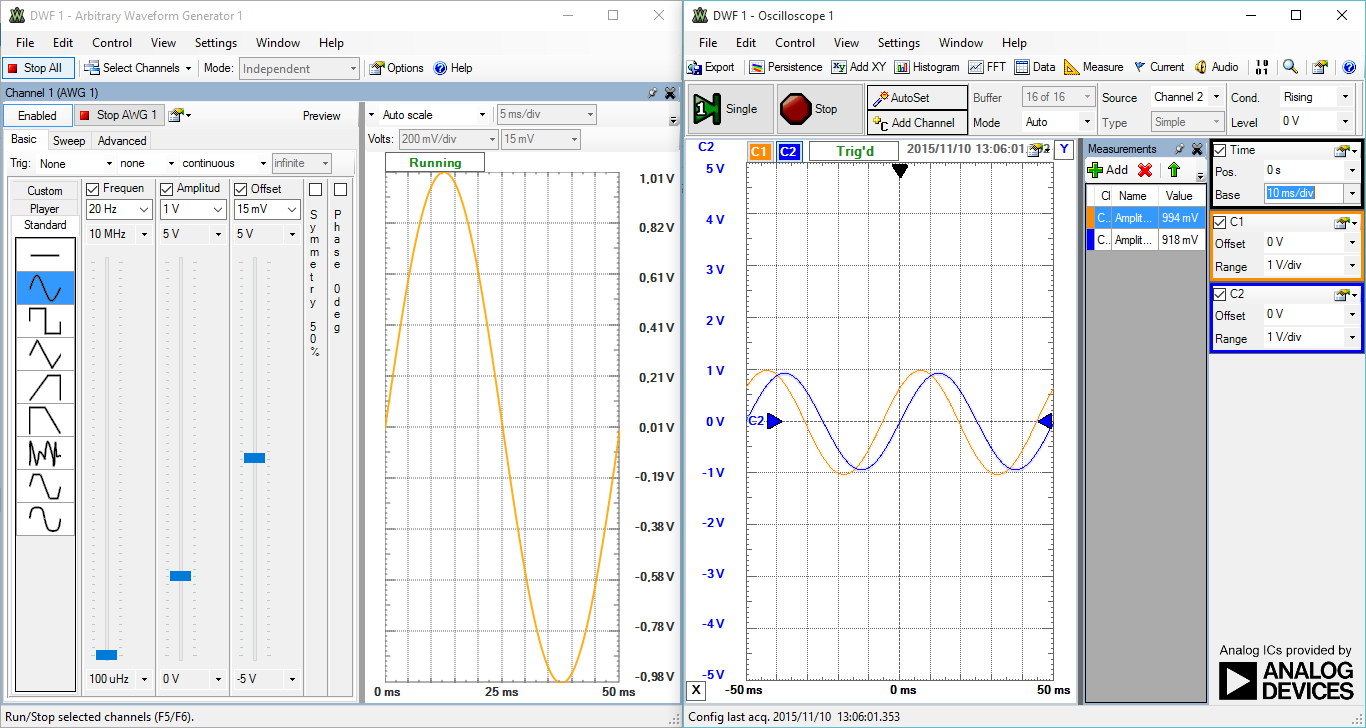 DWF 1 - Arbitrary Waveform Generator 1
File Edit Control View Settings Window Help
Stop All Select Channels Mode: Independent Options Help
Channel 1 (AWG 1)
Enabled Stop AWG 1 Preview
Basic Sweep Advanced
Trig: None none continuous infinite
Custom
Player
Standard
Frequen Amplitud Offset
20 Hz 1 V 15 mV
10 MHz 5 V 5 V
100 uHz 0 V -5 V
Symmetry 50%
Phase 0deg
Auto scale 5 ms/div
Volts: 200 mV/div 15 mV
Running
1,01 V
0,82 V
0,61 V
0,41 V
0,21 V
0,01 V
-0,19 V
-0,38 V
-0,58 V
-0,78 V
-0,98 V
0 ms 25 ms 50 ms
Run/Stop selected channels (F5/F6).
DWF 1 - Oscilloscope 1
File Edit Control View Settings Window Help
Export Persistence Add XY Histogram FFT Data Measure Current Audio
Single Stop AutoSet Add Channel
Buffer 16 of 16 Source Channel 2 Cond. Rising
Mode Auto Type Simple Level 0 V
C2 C1 C2 Trig'd 2015/11/10 13:06:01 Y
5 V
4 V
3 V
2 V
1 V
0 V
-1 V
-2 V
-3 V
-4 V
-5 V
C2
X -50 ms 0 ms 50 ms
Measurements
Add
Name Value
C.. Amplit... 994 mV
C.. Amplit... 918 mV
Time
Pos. 0 s
Base 10 ms/div
C1
Offset 0 V
Range 1 V/div
C2
Offset 0 V
Range 1 V/div
Analog ICs provided by
ANALOG
DEVICES
Config last acq. 2015/11/10 13:06:01.353